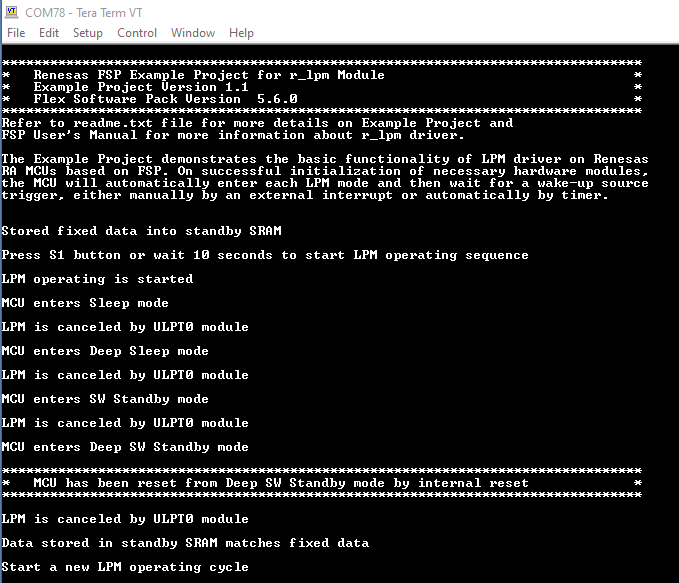 COM78 - Tera Term VT
File Edit Setup Control Window Help
********************************************************************************
* Renesas FSP Example Project for r_lpm Module *
* Example Project Version 1.1 *
* Flex Software Pack Version 5.6.0 *
********************************************************************************
Refer to readme.txt file for more details on Example Project and
FSP User's Manual for more information about r_lpm driver.
The Example Project demonstrates the basic functionality of LPM driver on Renesas
RA MCUs based on FSP. On successful initialization of necessary hardware modules,
the MCU will automatically enter each LPM mode and then wait for a wake-up source
trigger, either manually by an external interrupt or automatically by timer.
Stored fixed data into standby SRAM
Press S1 button or wait 10 seconds to start LPM operating sequence
LPM operating is started
MCU enters Sleep mode
LPM is canceled by ULPT0 module
MCU enters Deep Sleep mode
LPM is canceled by ULPT0 module
MCU enters SW Standby mode
LPM is canceled by ULPT0 module
MCU enters Deep SW Standby mode
********************************************************************************
* MCU has been reset from Deep SW Standby mode by internal reset *
********************************************************************************
LPM is canceled by ULPT0 module
Data stored in standby SRAM matches fixed data
Start a new LPM operating cycle